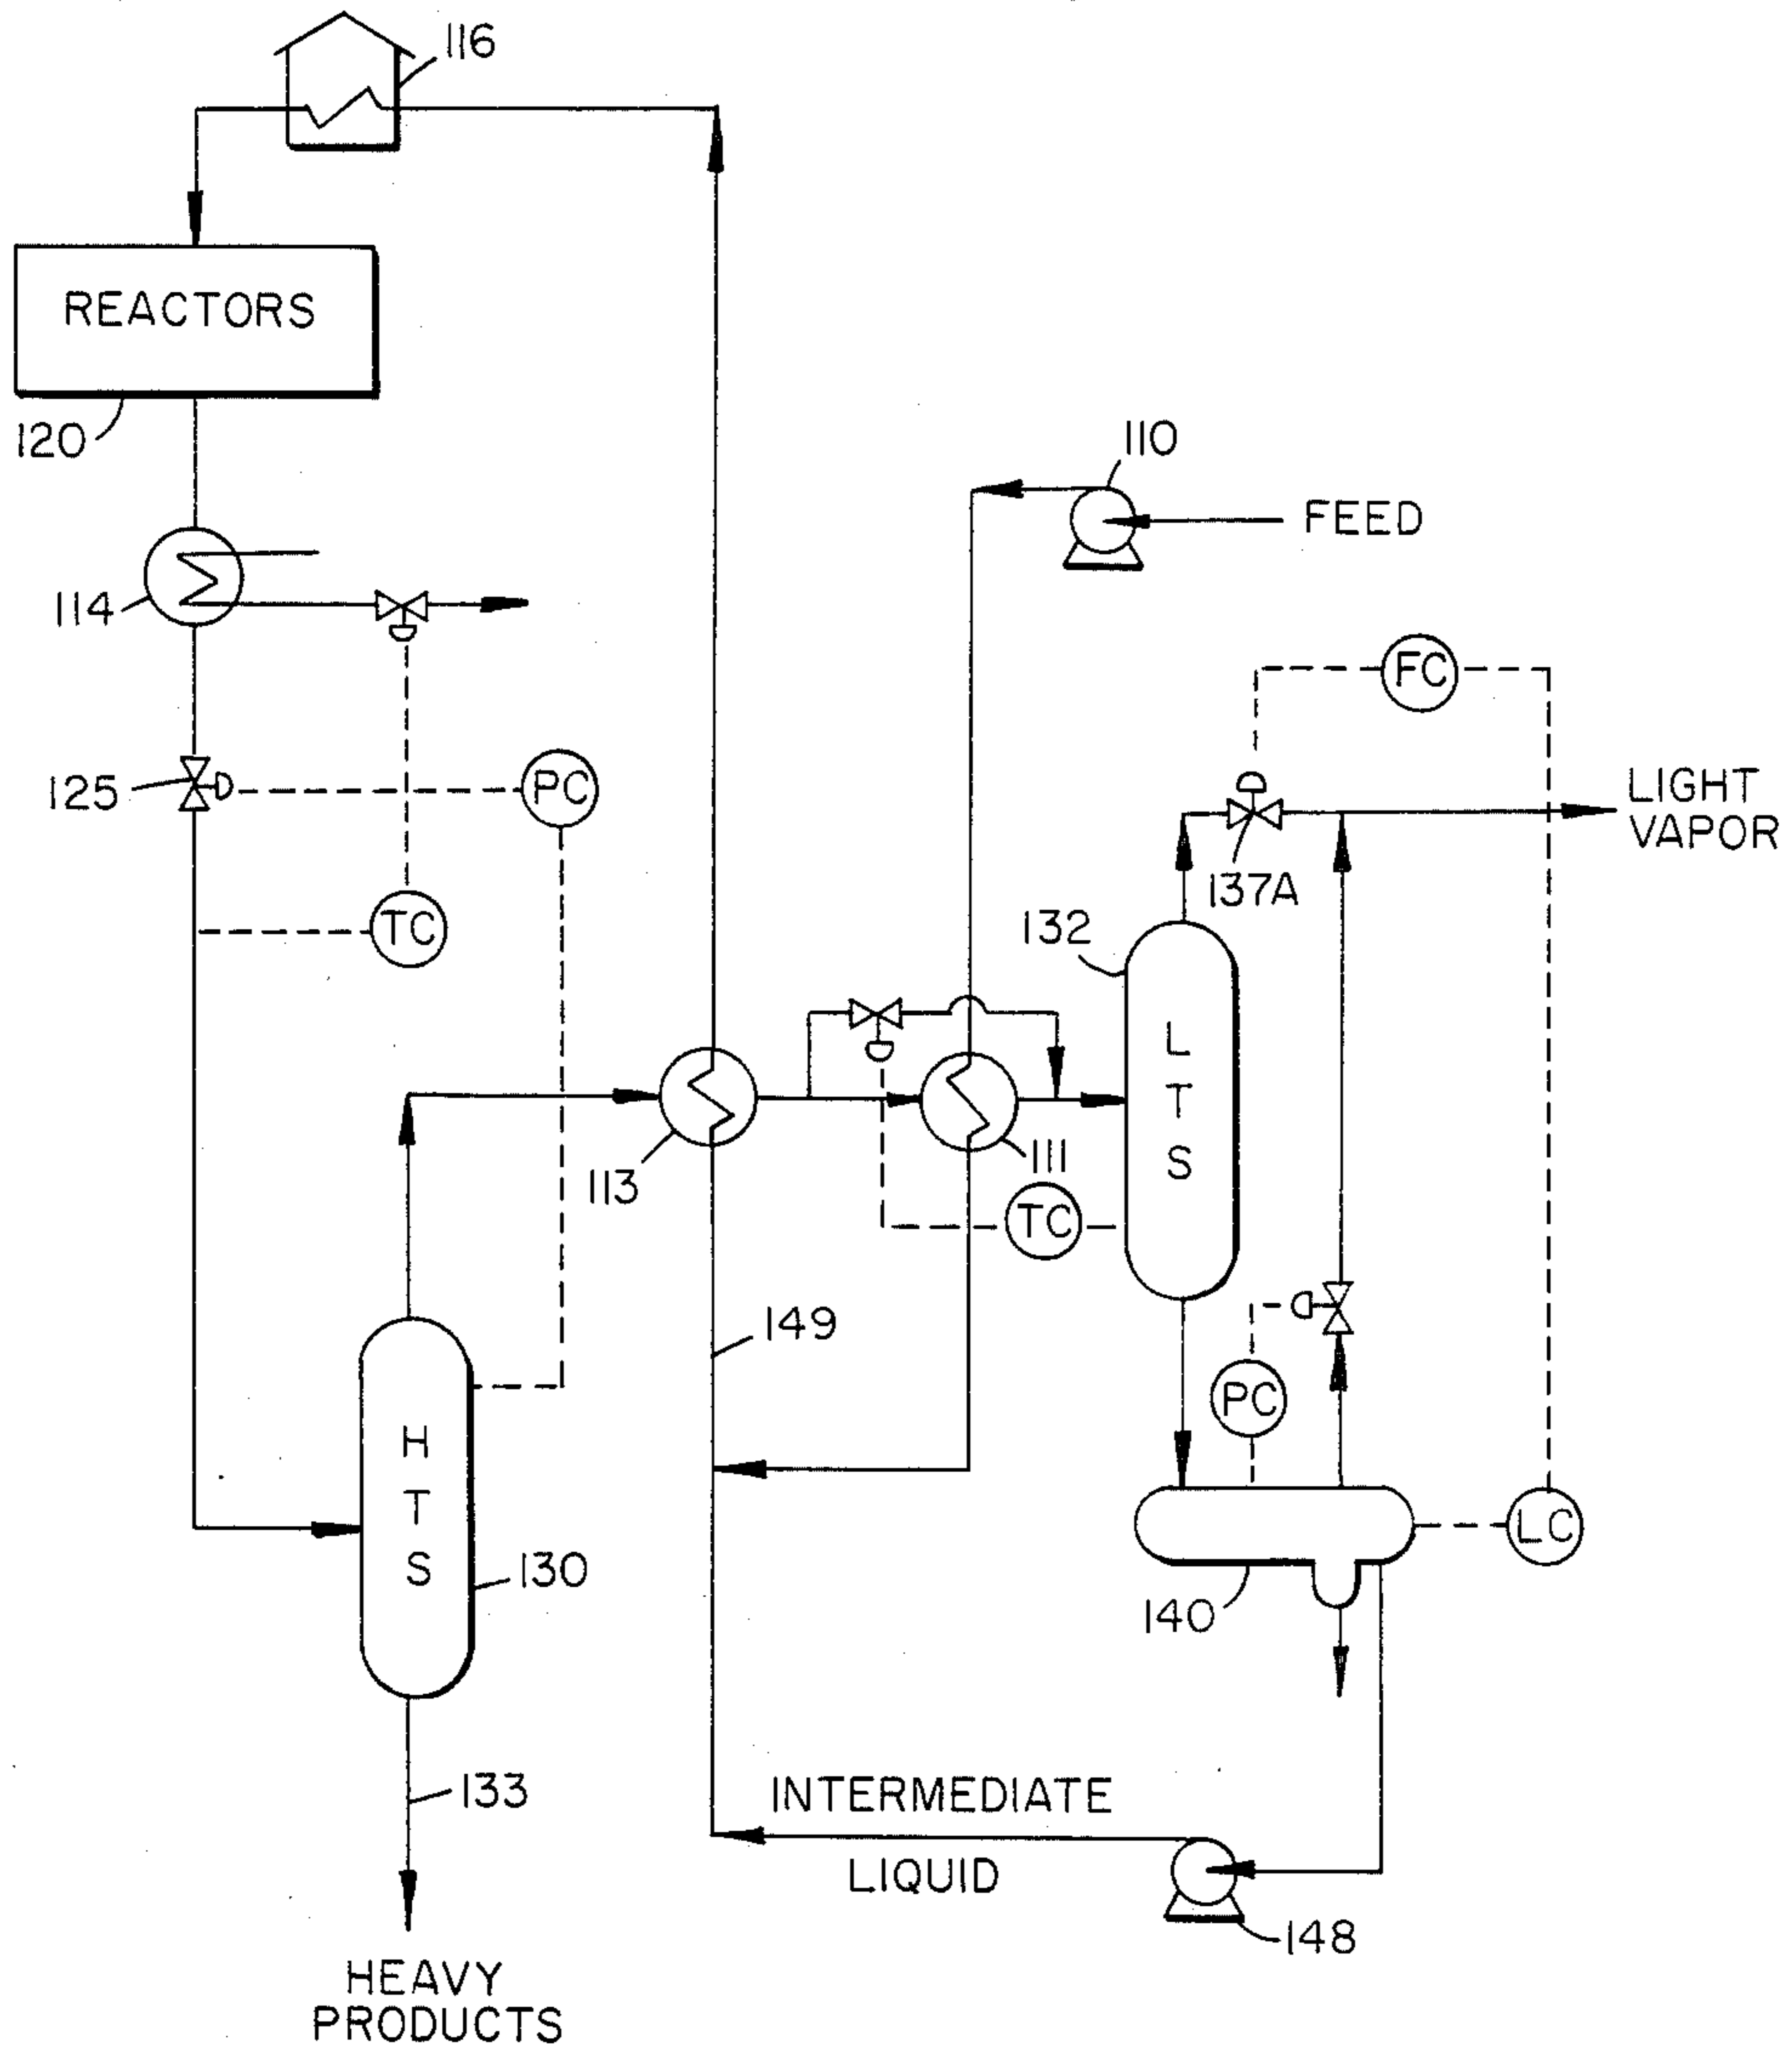 116
REACTORS
120
110
FEED
114
FC
125
PC
LIGHT
VAPOR
137A
TC
132
L
T
S
113
111
TC
149
PC
H
T
S
130
LC
140
133
INTERMEDIATE
LIQUID
148
HEAVY
PRODUCTS